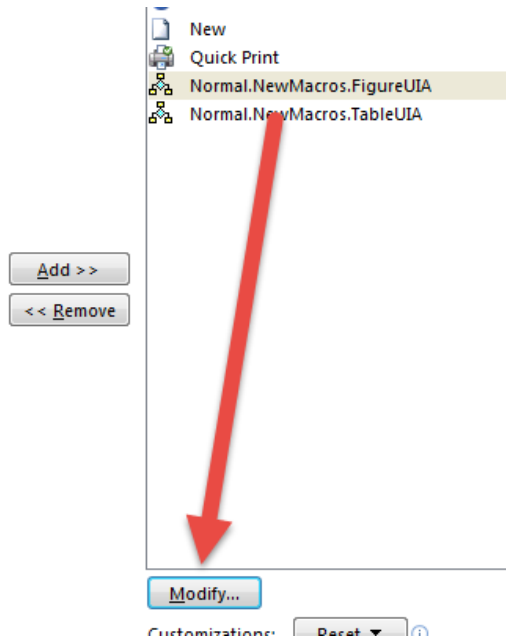 New
Quick Print
Normal.NewMacros.FigureUIA
Normal.NewMacros.TableUIA
Add >>
<< Remove
Modify...
Customizations: Reset ▼